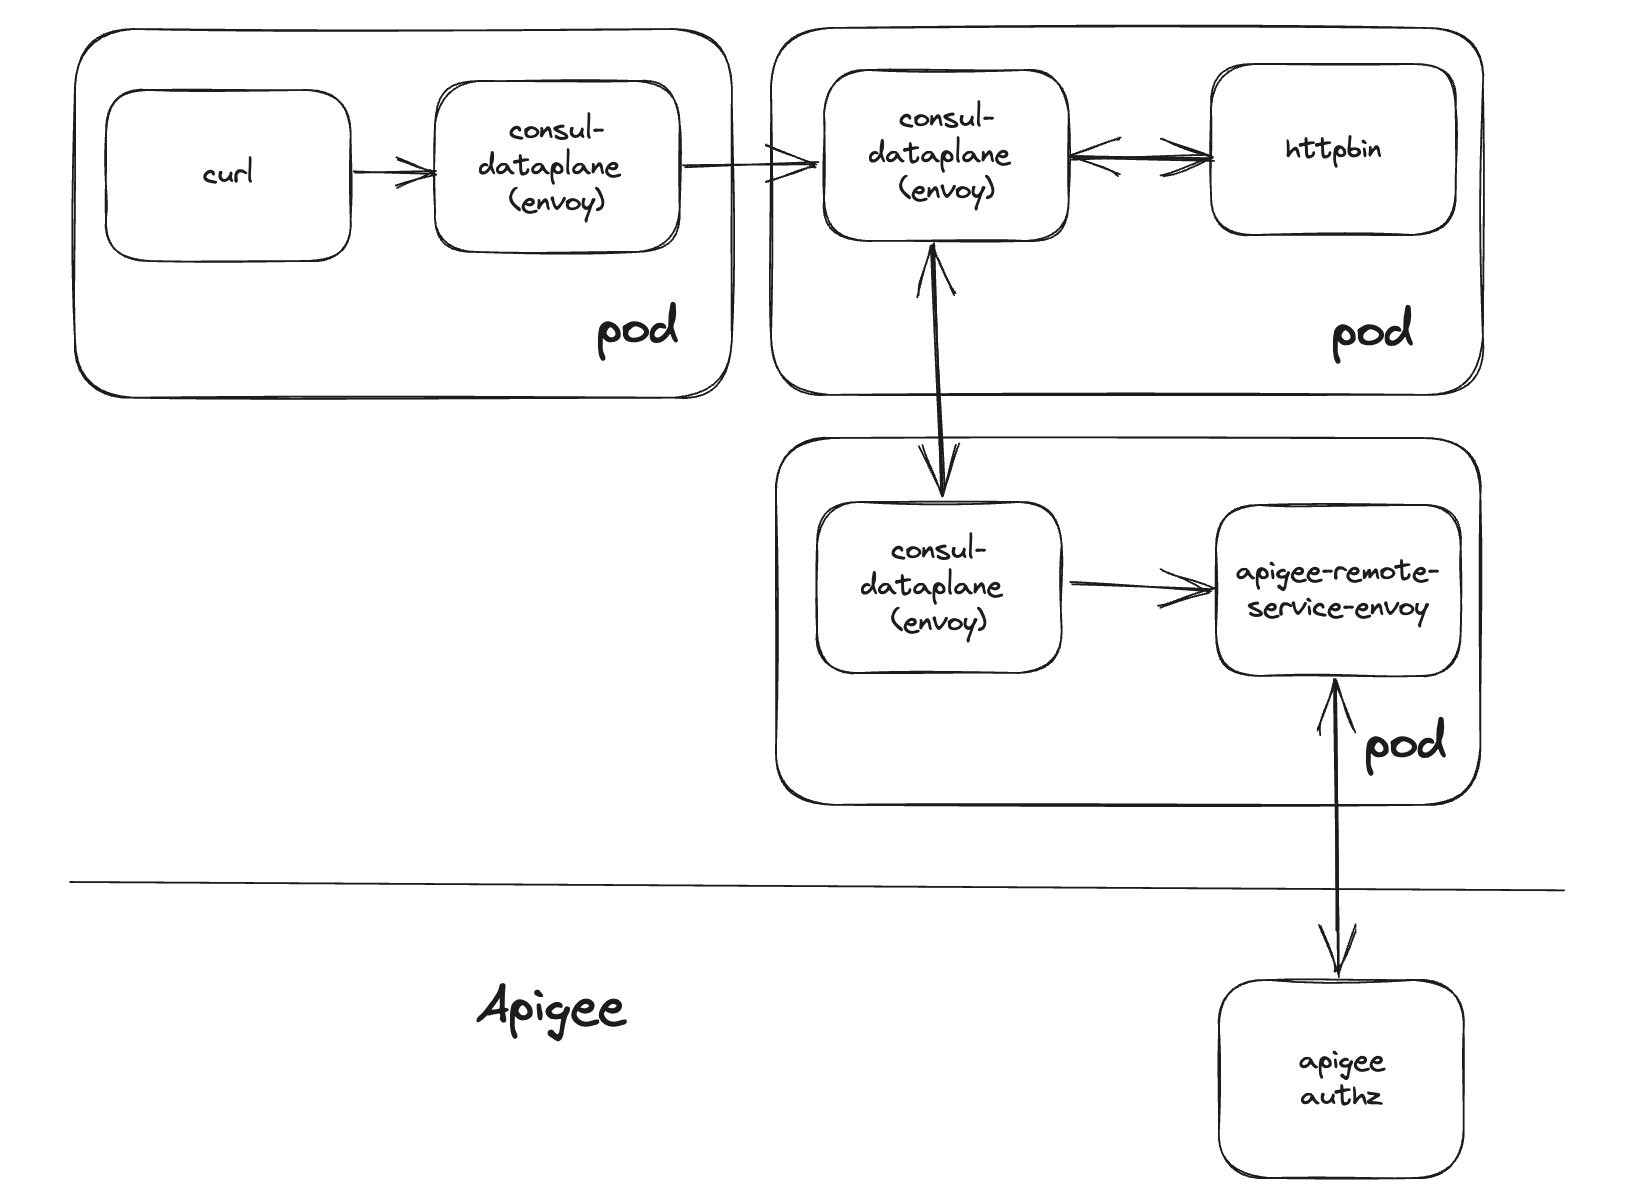 curl
consul-
dataplane
(envoy)
pod
consul-
dataplane
(envoy)
httpbin
pod
consul-
dataplane
(envoy)
apigee-remote-
service-envoy
pod
Apigee
apigee
authz